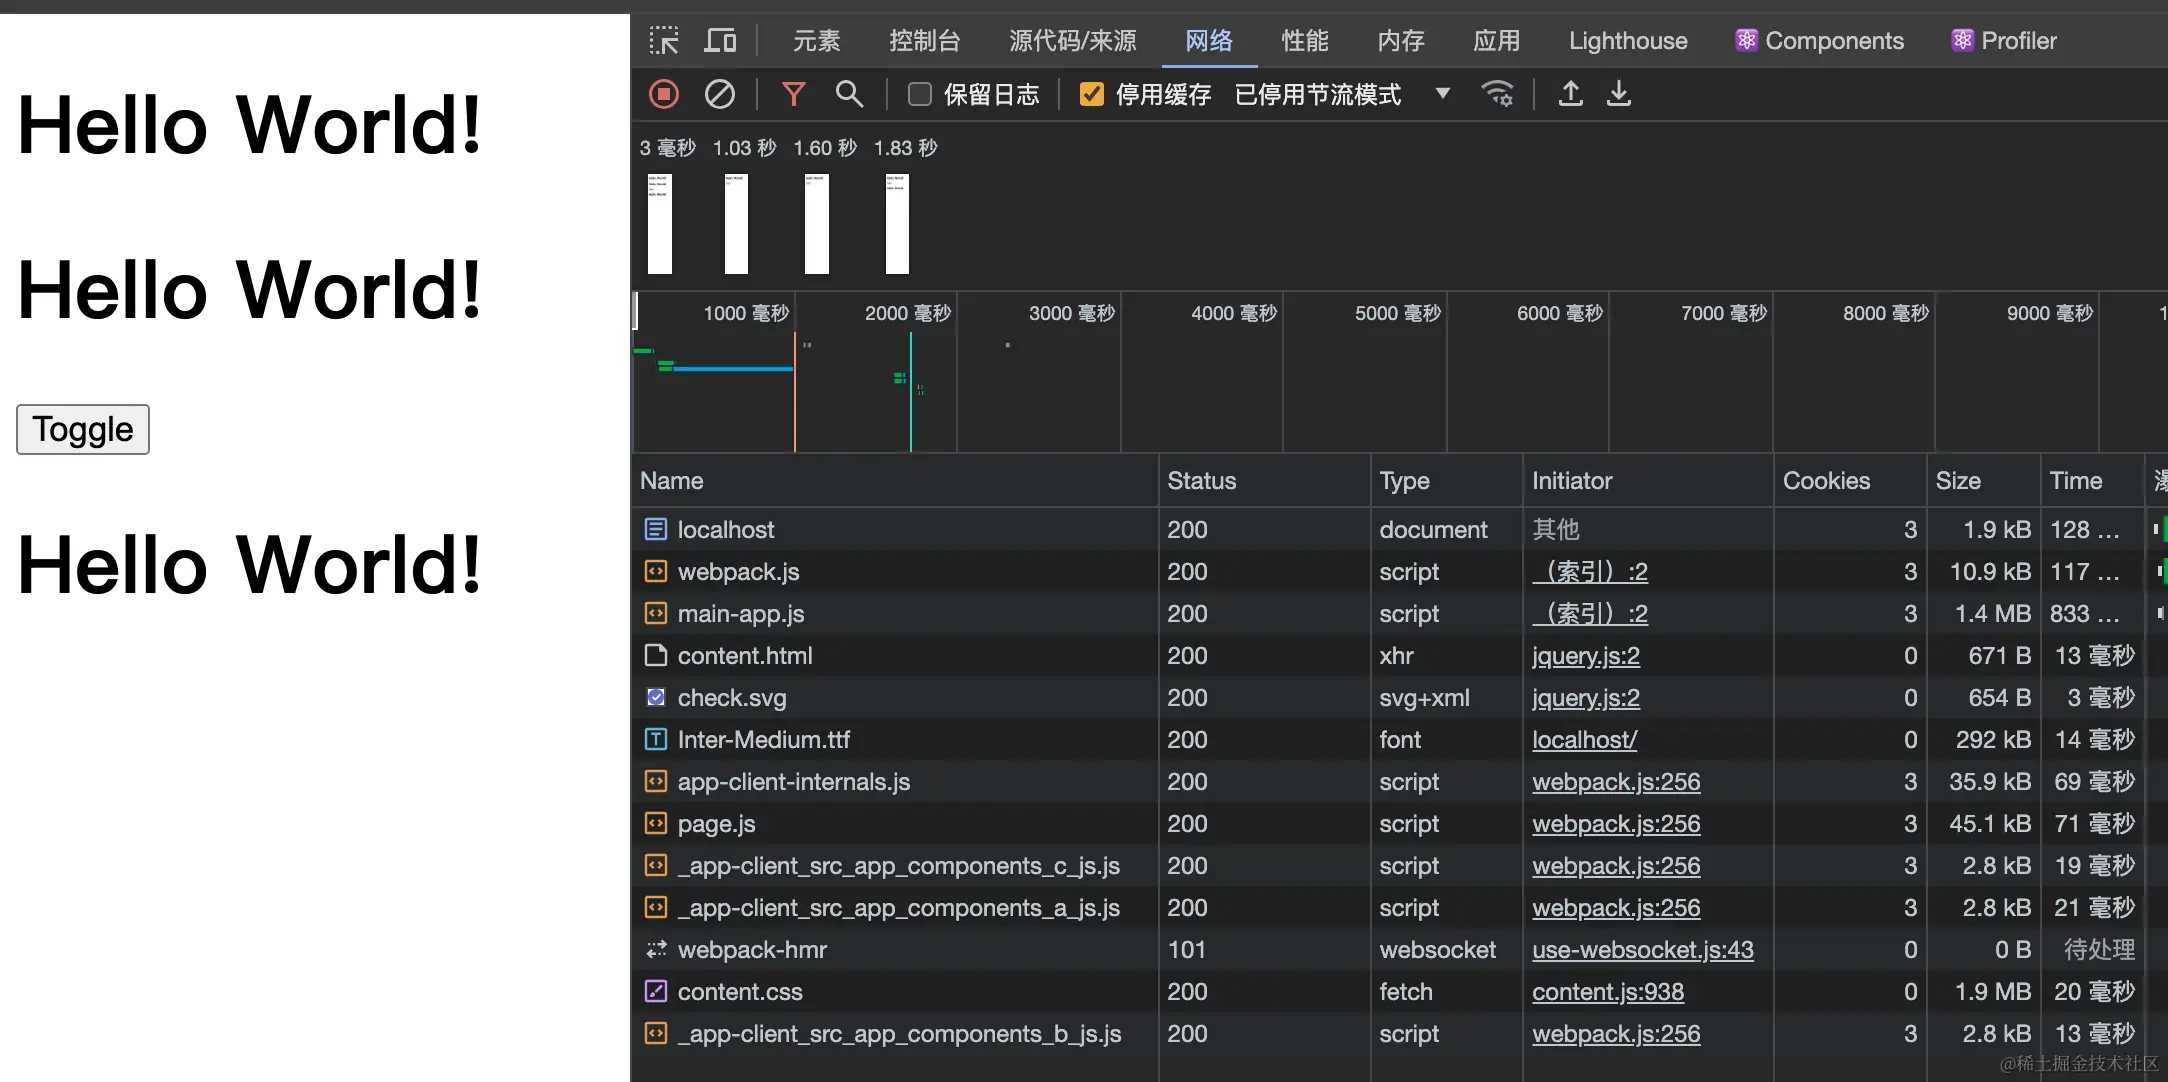 Hello World!
Hello World!
Toggle
Hello World!
元素 控制台 源代码/来源 网络 性能 内存 应用 Lighthouse Components Profiler
保留日志 停用缓存 已停用节流模式
3 毫秒 1.03 秒 1.60 秒 1.83 秒
1000 毫秒 2000 毫秒 3000 毫秒 4000 毫秒 5000 毫秒 6000 毫秒 7000 毫秒 8000 毫秒 9000 毫秒 1
Name Status Type Initiator Cookies Size Time
localhost 200 document 其他 3 1.9 kB 128 ...
webpack.js 200 script （索引）:2 3 10.9 kB 117 ...
main-app.js 200 script （索引）:2 3 1.4 MB 833 ...
content.html 200 xhr jquery.js:2 0 671 B 13 毫秒
check.svg 200 svg+xml jquery.js:2 0 654 B 3 毫秒
Inter-Medium.ttf 200 font localhost/ 0 292 kB 14 毫秒
app-client-internals.js 200 script webpack.js:256 3 35.9 kB 69 毫秒
page.js 200 script webpack.js:256 3 45.1 kB 71 毫秒
_app-client_src_app_components_c_js.js 200 script webpack.js:256 3 2.8 kB 19 毫秒
_app-client_src_app_components_a_js.js 200 script webpack.js:256 3 2.8 kB 21 毫秒
webpack-hmr 101 websocket use-websocket.js:43 0 0 B 待处理
content.css 200 fetch content.js:938 0 1.9 MB 20 毫秒
_app-client_src_app_components_b_js.js 200 script webpack.js:256 3 2.8 kB 13 毫秒
@稀土掘金技术社区